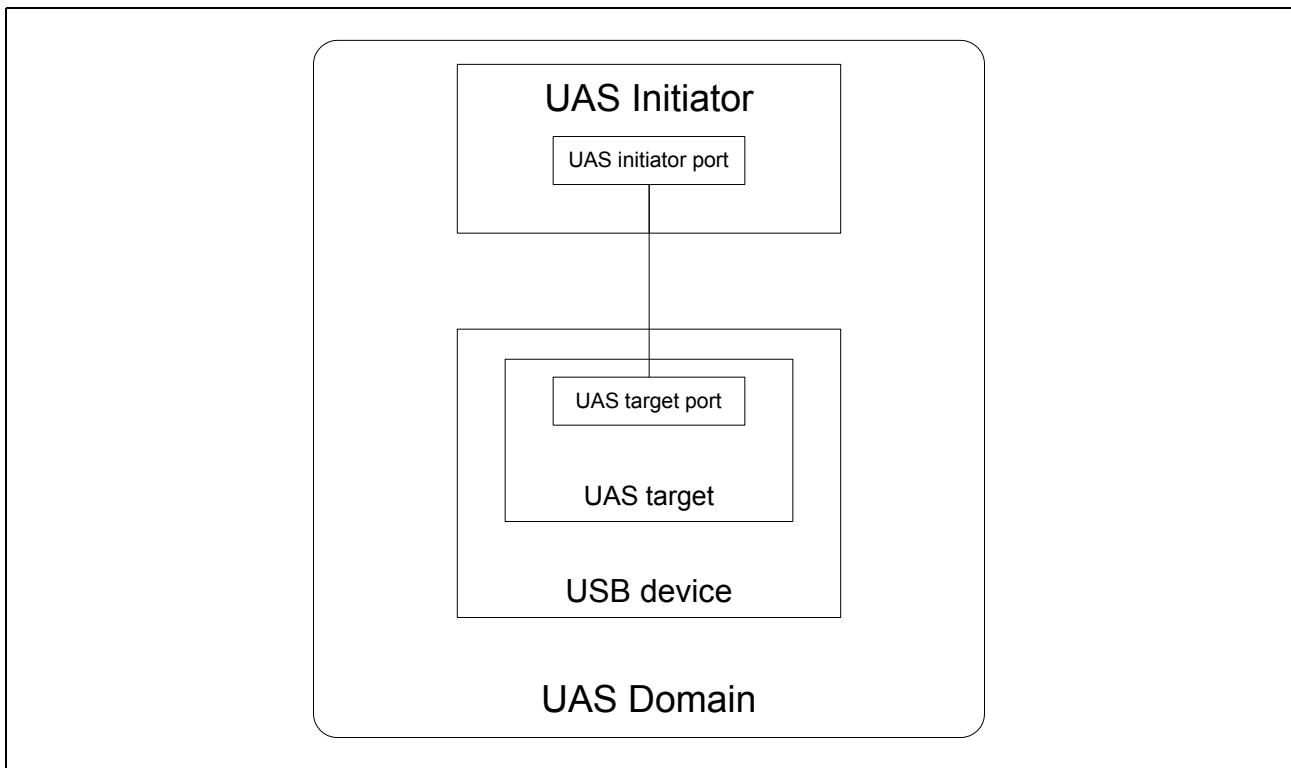 UAS Initiator
UAS initiator port
UAS target port
UAS target
USB device
UAS Domain